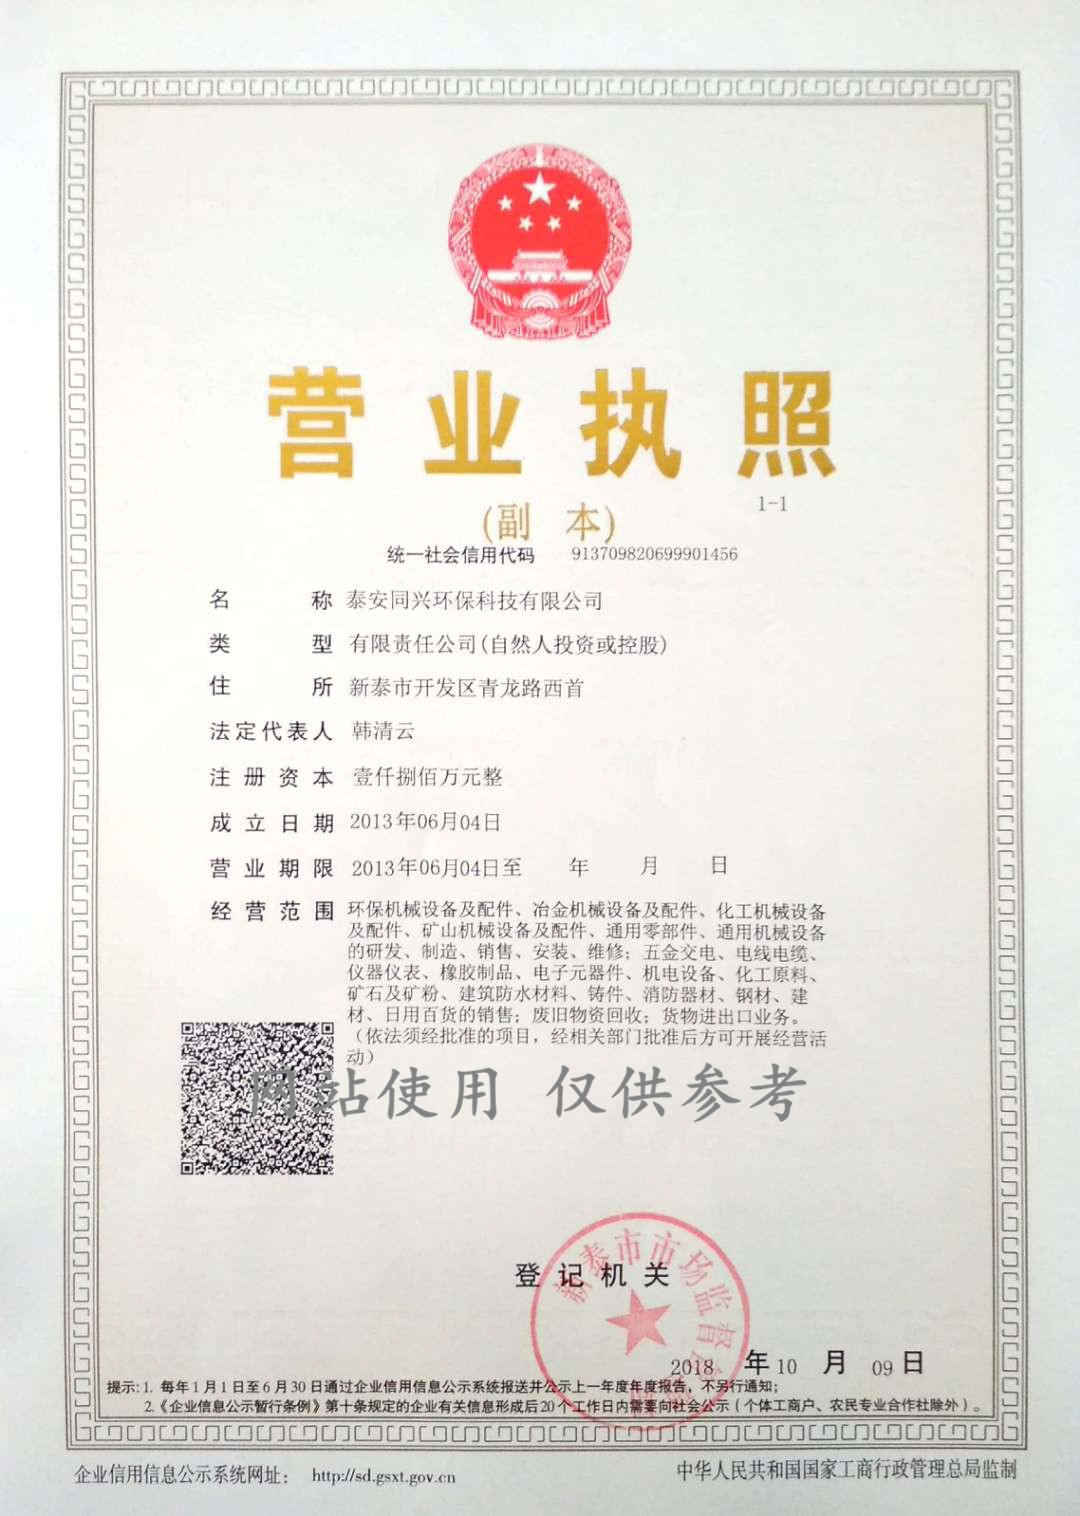 营业执照
(副 本)
1-1
统一社会信用代码 913709820699901456
名称 泰安同兴环保科技有限公司
类型 有限责任公司(自然人投资或控股)
住所 新泰市开发区青龙路西首
法定代表人 韩清云
注册资本 壹仟捌佰万元整
成立日期 2013年06月04日
营业期限 2013年06月04日至 年 月 日
经营范围 环保机械设备及配件、冶金机械设备及配件、化工机械设备
及配件、矿山机械设备及配件、通用零部件、通用机械设备
的研发、制造、销售、安装、维修；五金交电、电线电缆、
仪器仪表、橡胶制品、电子元器件、机电设备、化工原料、
矿石及矿粉、建筑防水材料、铸件、消防器材、钢材、建
材、日用百货的销售；废旧物资回收；货物进出口业务。
（依法须经批准的项目，经相关部门批准后方可开展经营活
动）
网站使用 仅供参考
登记机关
新泰市市场监督
2018 年 10 月 09 日
提示：1. 每年1月1日至6月30日通过企业信用信息公示系统报送并公示上一年度年度报告，不另行通知；
2.《企业信息公示暂行条例》第十条规定的企业有关信息形成后20个工作日内需要向社会公示（个体工商户、农民专业合作社除外）。
企业信用信息公示系统网址： http://sd.gsxt.gov.cn
中华人民共和国国家工商行政管理总局监制